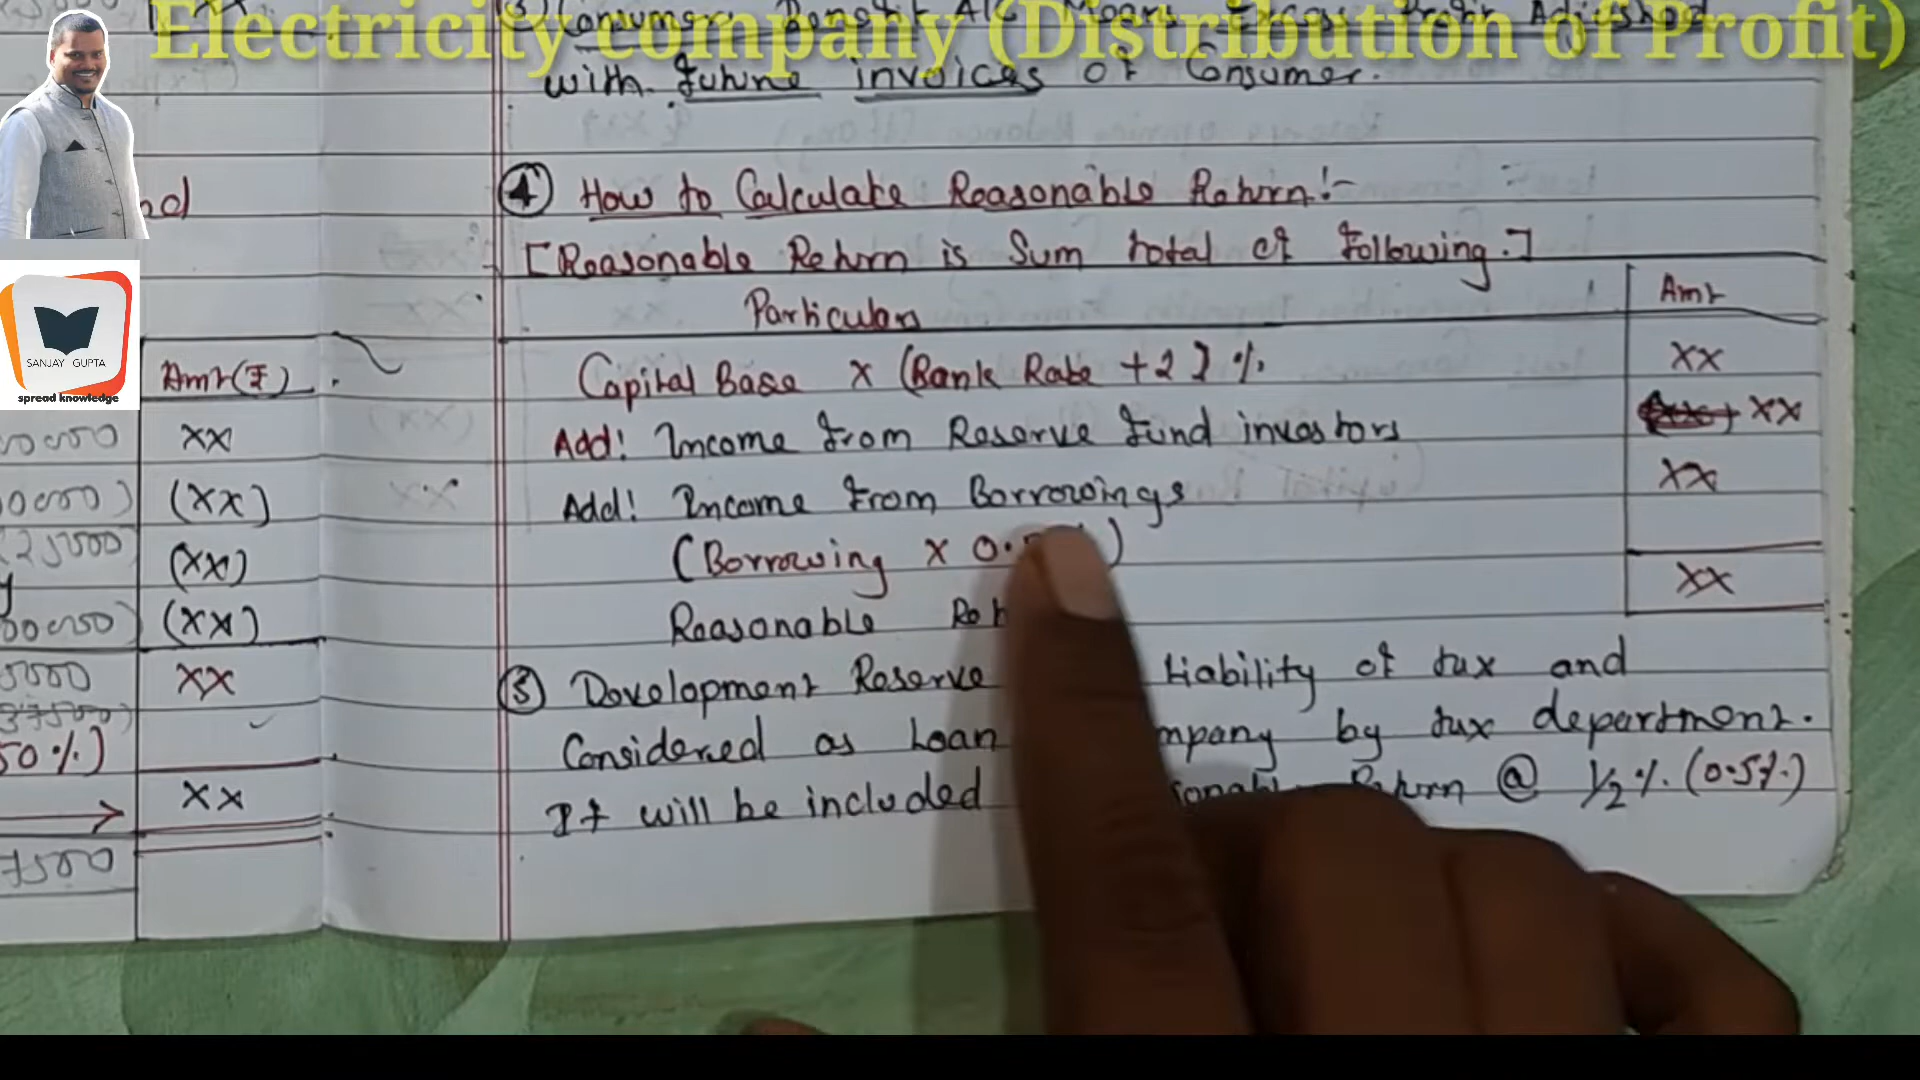 Electricity company (Distribution of Profit)
with future invoices of Consumer.
④ How to Calculate Reasonable Return!-
[Reasonable Return is Sum total of following.]
Particulars Amt
Capital Base x (Bank Rate +2) % xx
Add! Income from Reserve fund investors xx
Add! Income from Borrowings xx
(Borrowing x 0.
Reasonable xx
⑤ Development Reserve liability of tax and
Considered as Loan by tax department.
It will be included Return @ 1/2 %. (0.5%)
SANJAY GUPTA
spread knowledge
Amt(₹)
xx
(xx)
(xx)
(xx)
xx
50%)
xx
7500